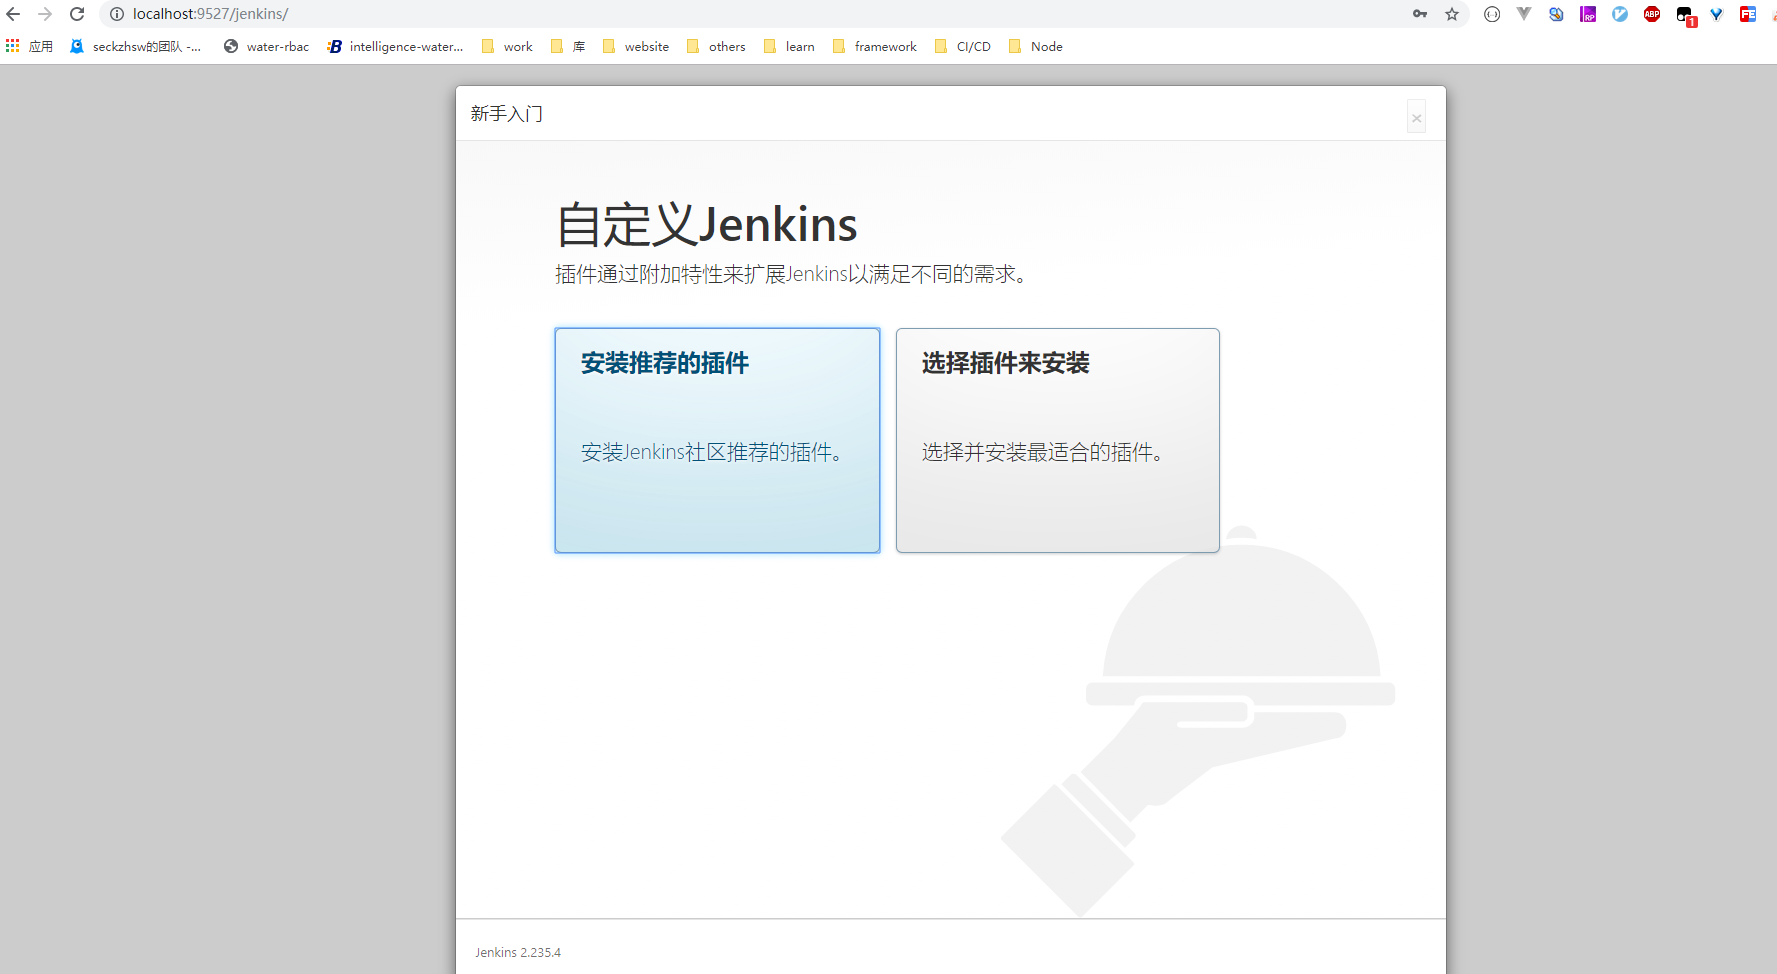 localhost:9527/jenkins/
应用 seckzhsw的团队 -... water-rbac intelligence-water... work 库 website others learn framework CI/CD Node
RP ABP 1 FE
新手入门
×
自定义Jenkins
插件通过附加特性来扩展Jenkins以满足不同的需求。
安装推荐的插件
安装Jenkins社区推荐的插件。
选择插件来安装
选择并安装最适合的插件。
Jenkins 2.235.4